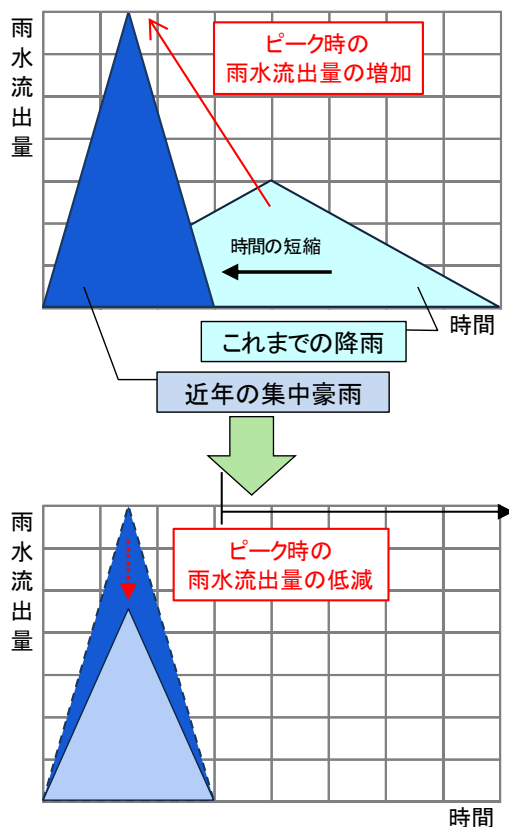 雨水流出量
ピーク時の
雨水流出量の増加
時間の短縮
時間
これまでの降雨
近年の集中豪雨
雨水流出量
ピーク時の
雨水流出量の低減
時間